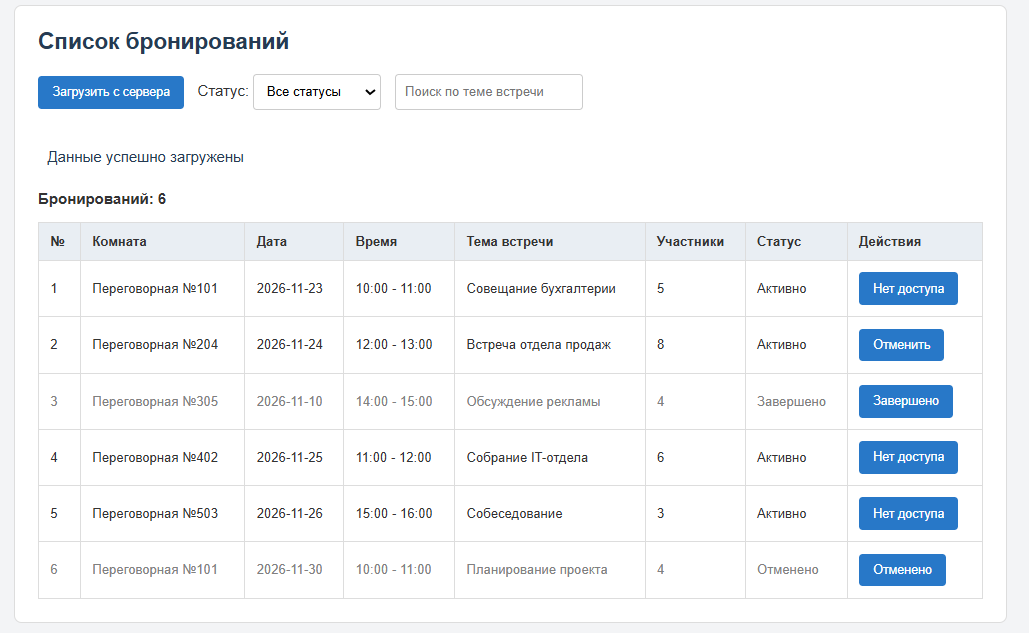 Список бронирований
Загрузить с сервера Статус: Все статусы Поиск по теме встречи
Данные успешно загружены
Бронирований: 6
№ Комната Дата Время Тема встречи Участники Статус Действия
1 Переговорная №101 2026-11-23 10:00 - 11:00 Совещание бухгалтерии 5 Активно Нет доступа
2 Переговорная №204 2026-11-24 12:00 - 13:00 Встреча отдела продаж 8 Активно Отменить
3 Переговорная №305 2026-11-10 14:00 - 15:00 Обсуждение рекламы 4 Завершено Завершено
4 Переговорная №402 2026-11-25 11:00 - 12:00 Собрание IT-отдела 6 Активно Нет доступа
5 Переговорная №503 2026-11-26 15:00 - 16:00 Собеседование 3 Активно Нет доступа
6 Переговорная №101 2026-11-30 10:00 - 11:00 Планирование проекта 4 Отменено Отменено